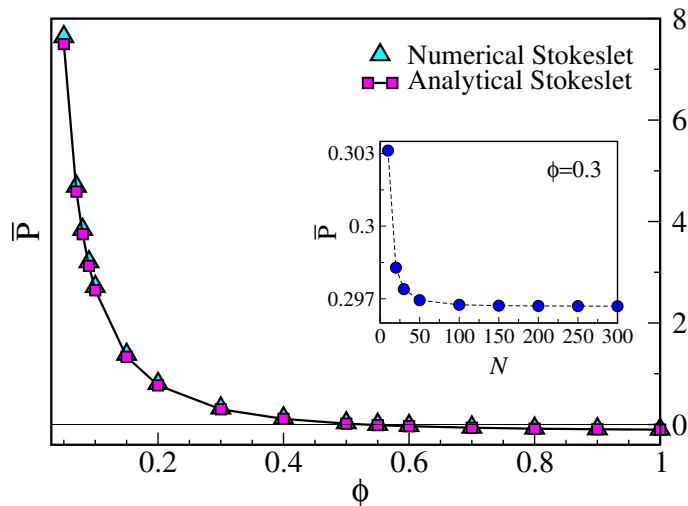 8
Numerical Stokeslet
Analytical Stokeslet
6
0.303
ϕ=0.3
P̅
0.3
4
P̅
0.297
0 50 100 150 200 250 300
N
2
0
0.2 0.4 0.6 0.8 1
ϕ